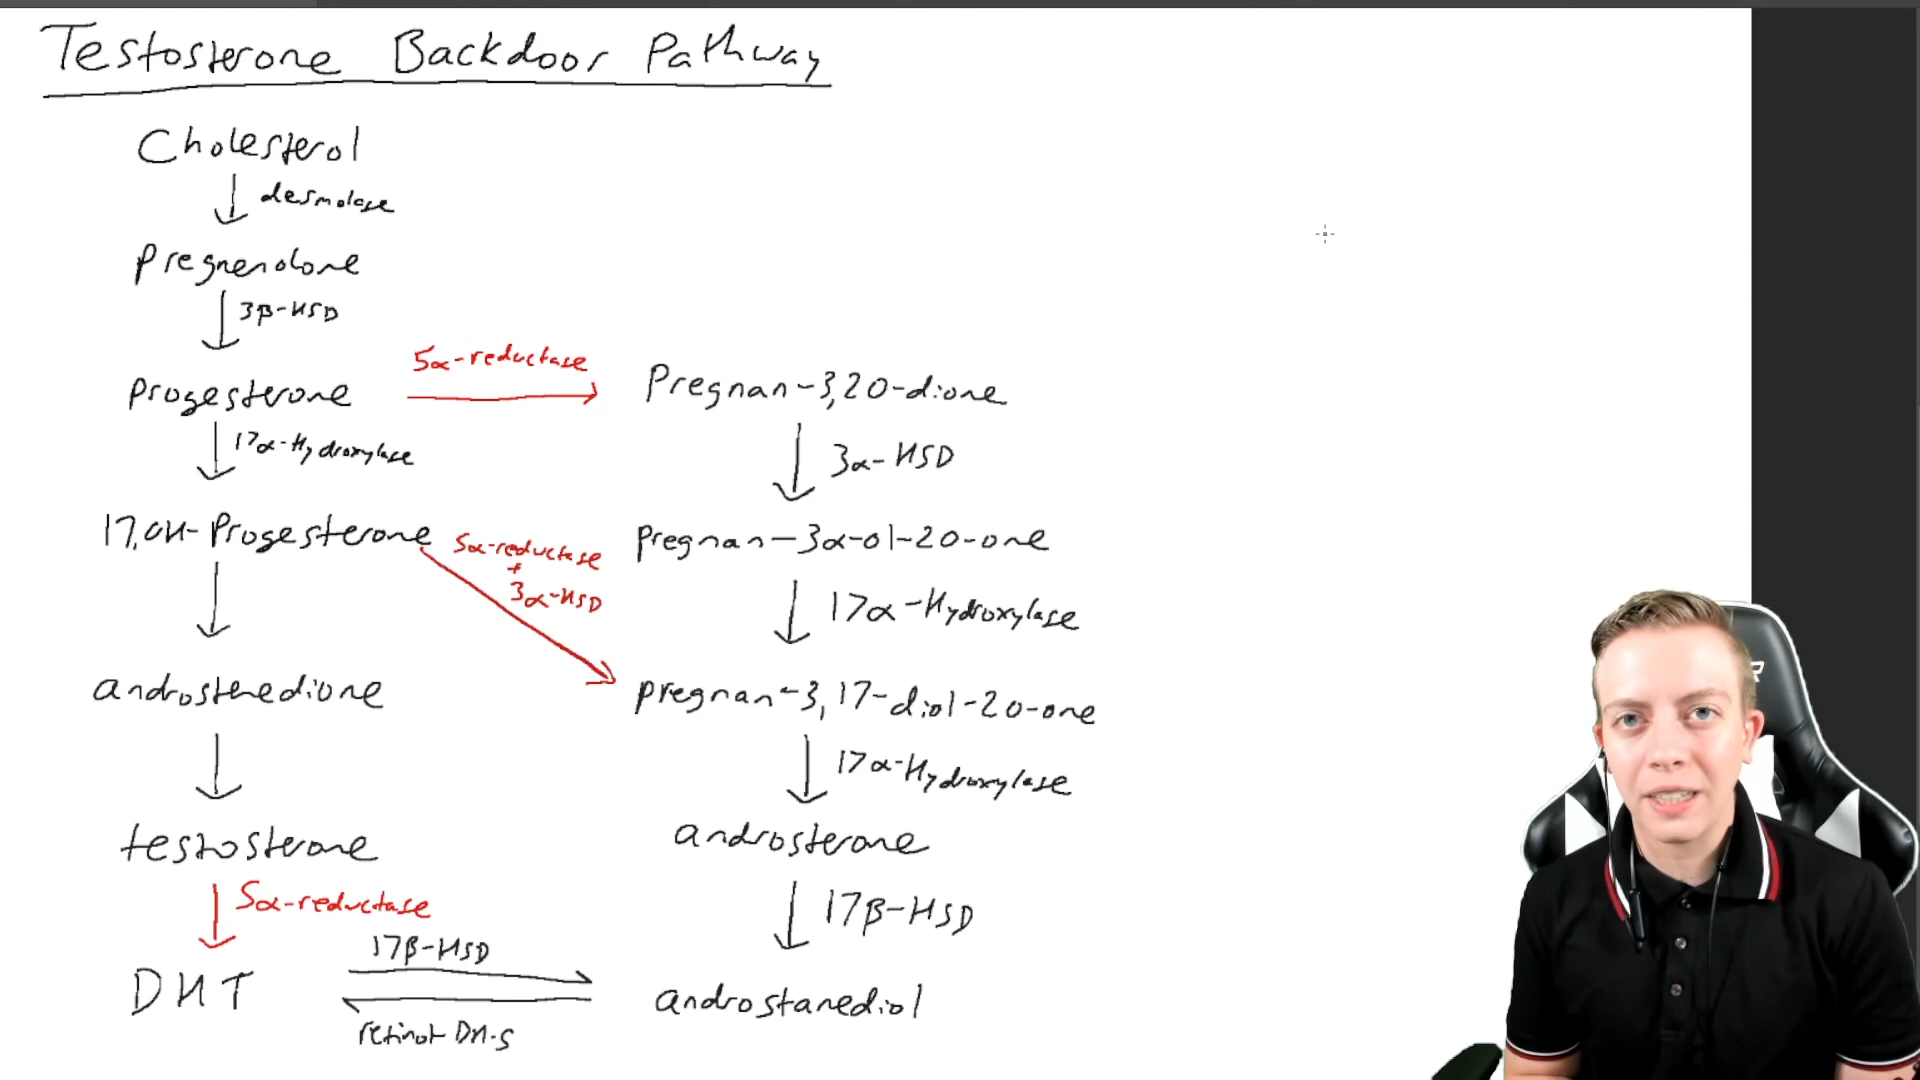 Testosterone Backdoor Pathway
Cholesterol
desmolase
Pregnenolone
3β-HSD
Progesterone
5α-reductase
Pregnan-3,20-dione
17α-Hydroxylase
3α-HSD
17,OH-Progesterone
5α-reductase
+
3α-HSD
Pregnan-3α-ol-20-one
17α-Hydroxylase
androstenedione
pregnan-3,17-diol-20-one
17α-Hydroxylase
testosterone
androsterone
5α-reductase
17β-HSD
17β-HSD
DHT
androstanediol
retinol DH-5